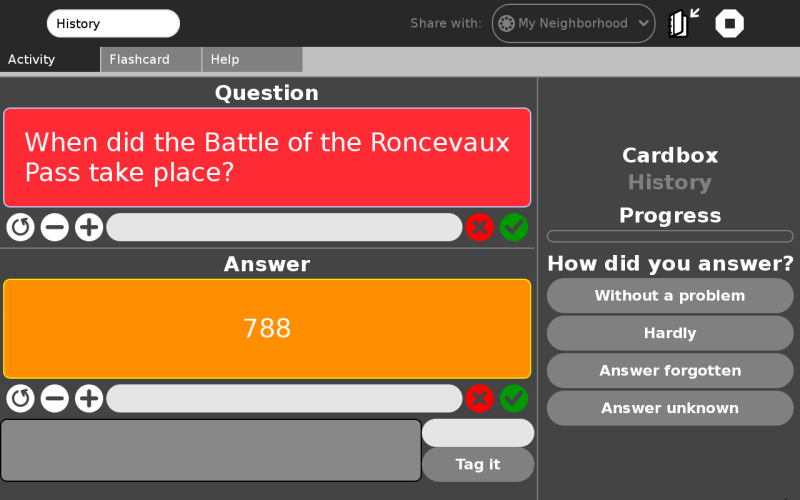 History
Share with:
My Neighborhood
Activity
Flashcard
Help
Question
When did the Battle of the Roncevaux
Pass take place?
Answer
788
Tag it
Cardbox
History
Progress
How did you answer?
Without a problem
Hardly
Answer forgotten
Answer unknown